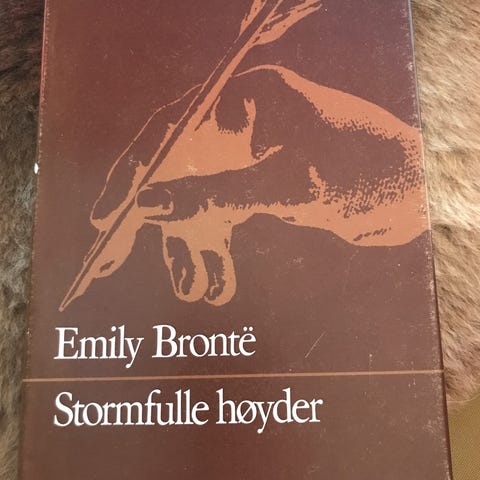 Emily Brontë
Stormfulle høyder